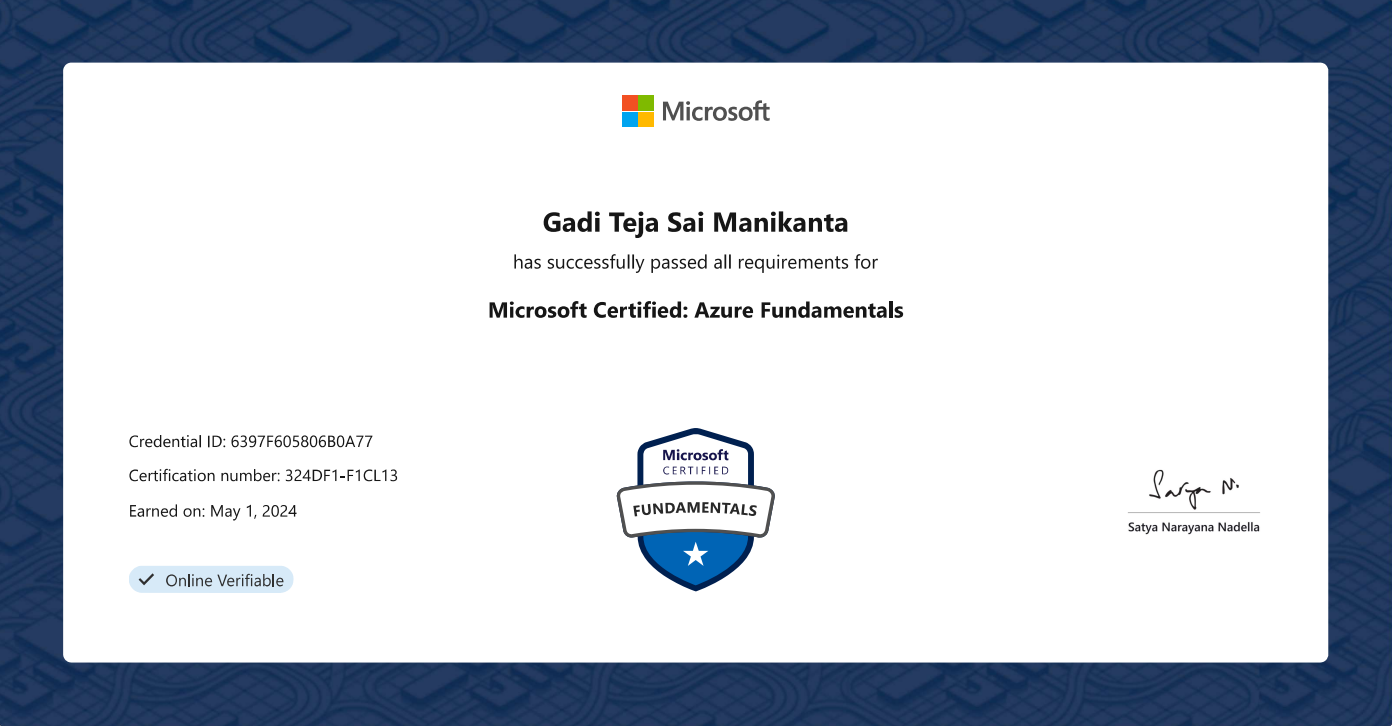 Microsoft
Gadi Teja Sai Manikanta
has successfully passed all requirements for
Microsoft Certified: Azure Fundamentals
Credential ID: 6397F605806B0A77
Certification number: 324DF1-F1CL13
Earned on: May 1, 2024
Online Verifiable
Microsoft
CERTIFIED
FUNDAMENTALS
Satya N.
Satya Narayana Nadella